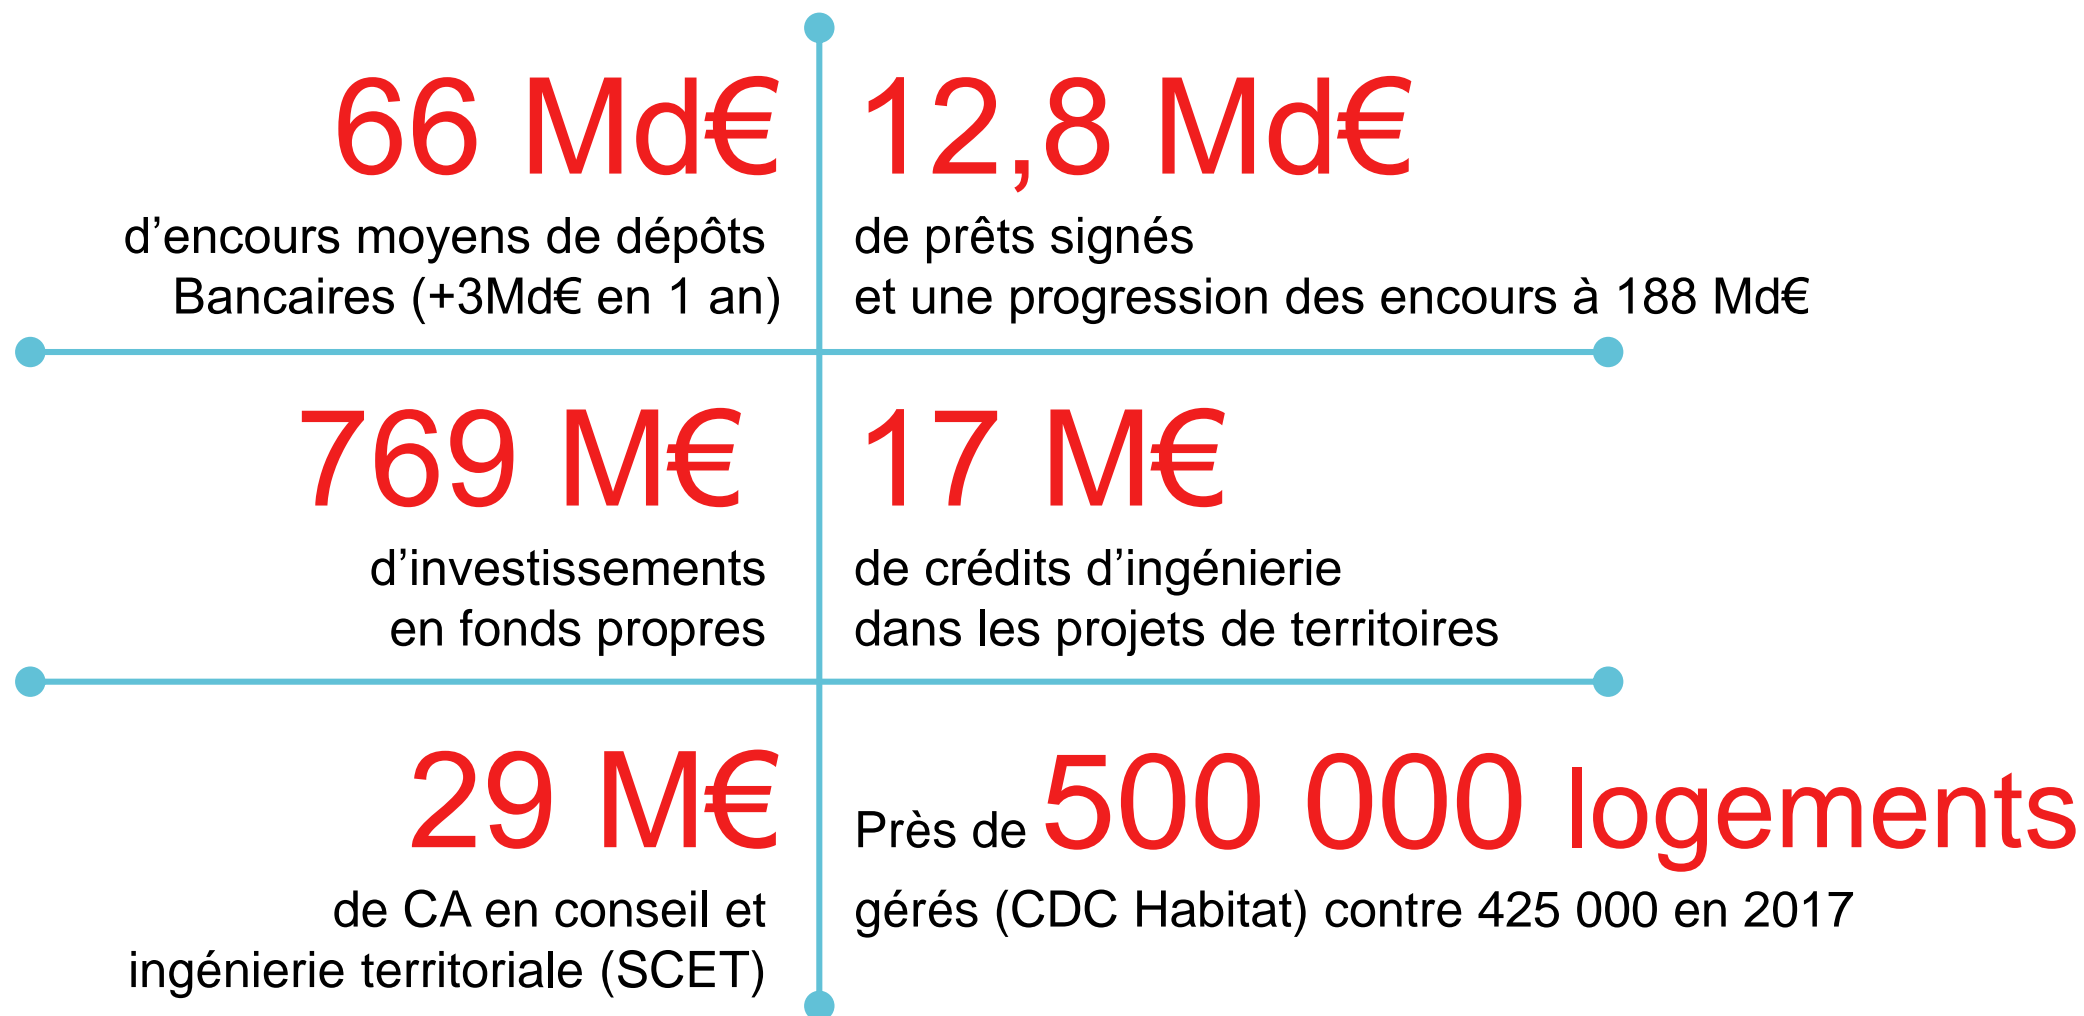 66 Md€
d’encours moyens de dépôts
Bancaires (+3Md€ en 1 an)
12,8 Md€
de prêts signés
et une progression des encours à 188 Md€
769 M€
d’investissements
en fonds propres
17 M€
de crédits d’ingénierie
dans les projets de territoires
29 M€
de CA en conseil et
ingénierie territoriale (SCET)
Près de 500 000 logements
gérés (CDC Habitat) contre 425 000 en 2017